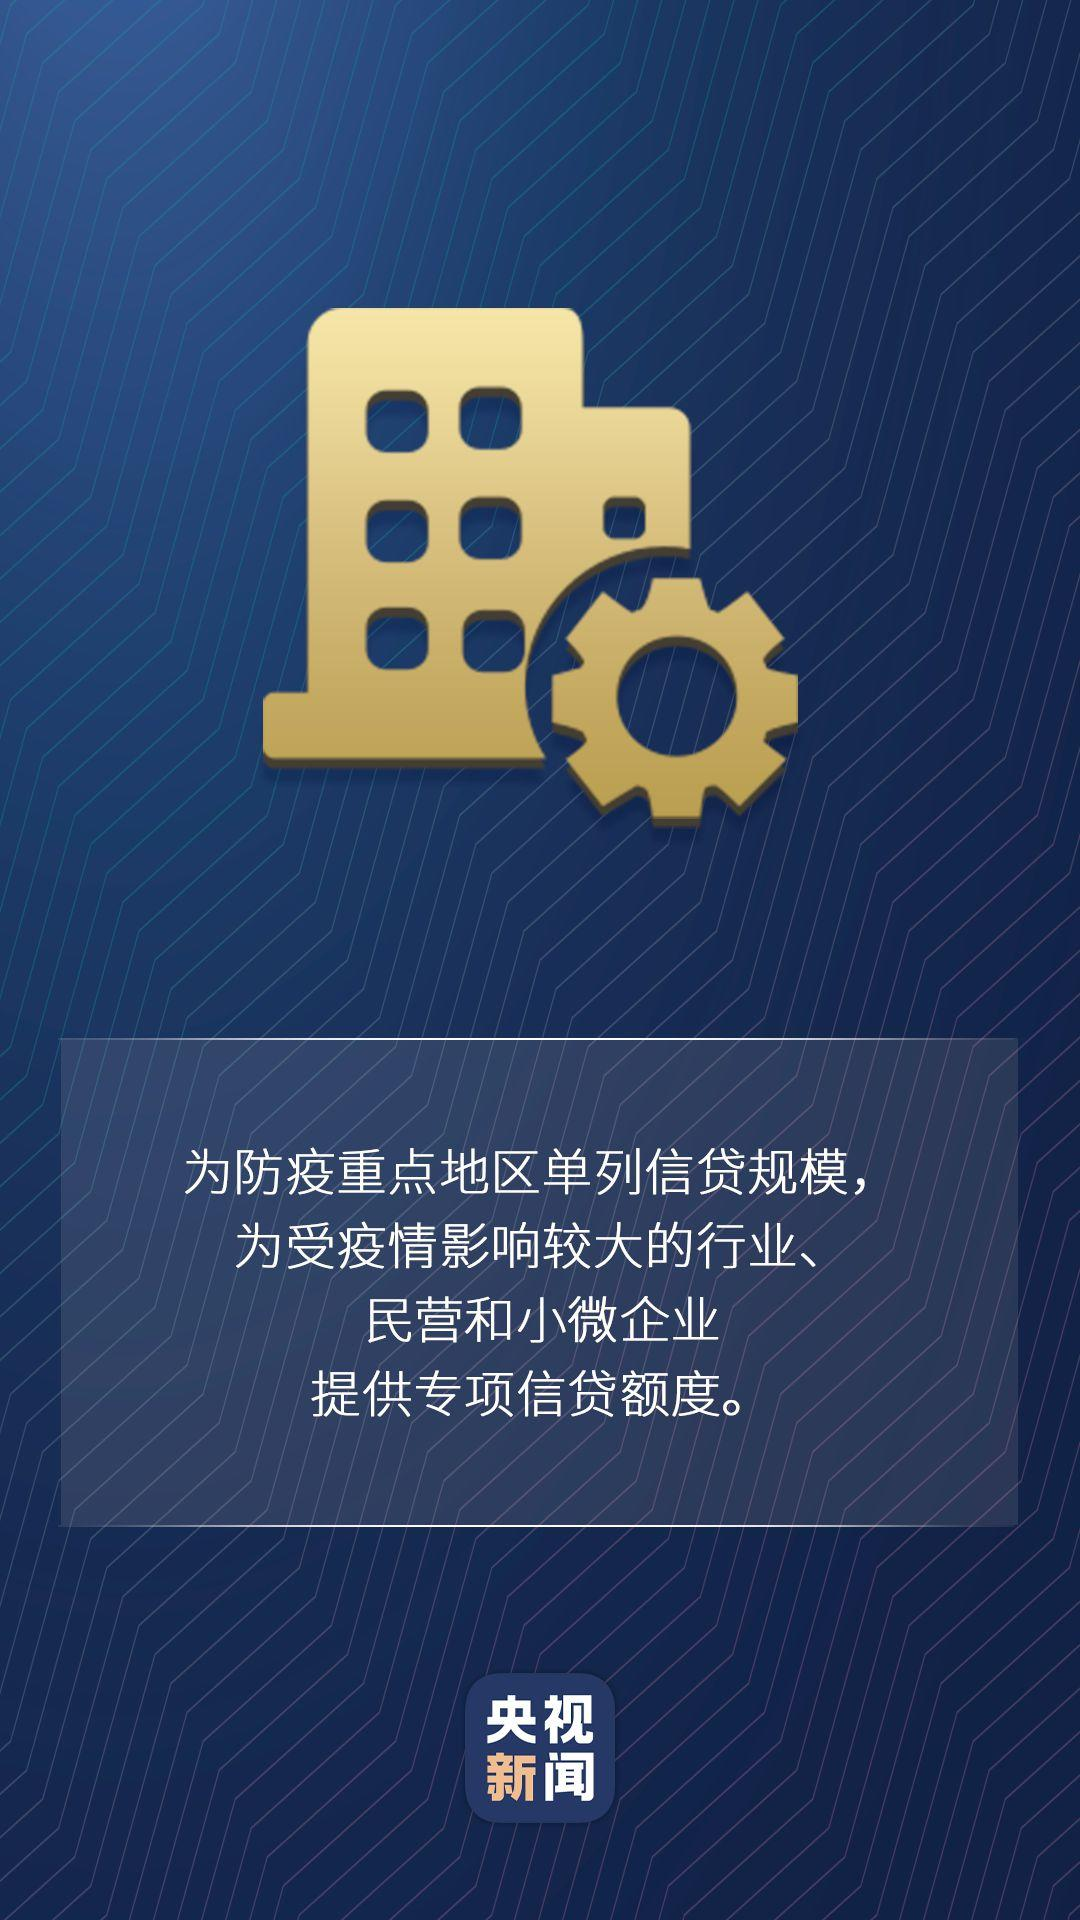 为防疫重点地区单列信贷规模，
为受疫情影响较大的行业、
民营和小微企业
提供专项信贷额度。
央视
新闻